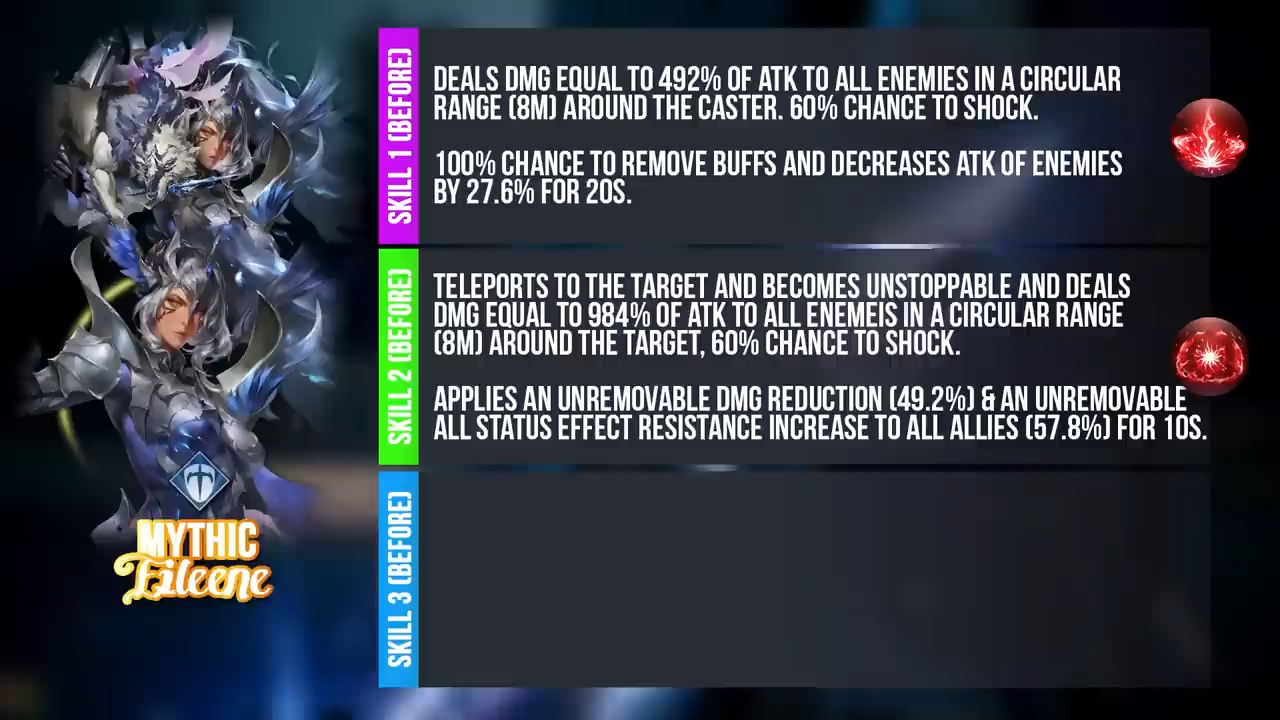 SKILL 1 (BEFORE)
DEALS DMG EQUAL TO 492% OF ATK TO ALL ENEMIES IN A CIRCULAR
RANGE (8M) AROUND THE CASTER. 60% CHANCE TO SHOCK.
100% CHANCE TO REMOVE BUFFS AND DECREASES ATK OF ENEMIES
BY 27.6% FOR 20S.
SKILL 2 (BEFORE)
TELEPORTS TO THE TARGET AND BECOMES UNSTOPPABLE AND DEALS
DMG EQUAL TO 984% OF ATK TO ALL ENEMEIS IN A CIRCULAR RANGE
(8M) AROUND THE TARGET, 60% CHANCE TO SHOCK.
APPLIES AN UNREMOVABLE DMG REDUCTION (49.2%) & AN UNREMOVABLE
ALL STATUS EFFECT RESISTANCE INCREASE TO ALL ALLIES (57.8%) FOR 10S.
SKILL 3 (BEFORE)
MYTHIC
Eileene